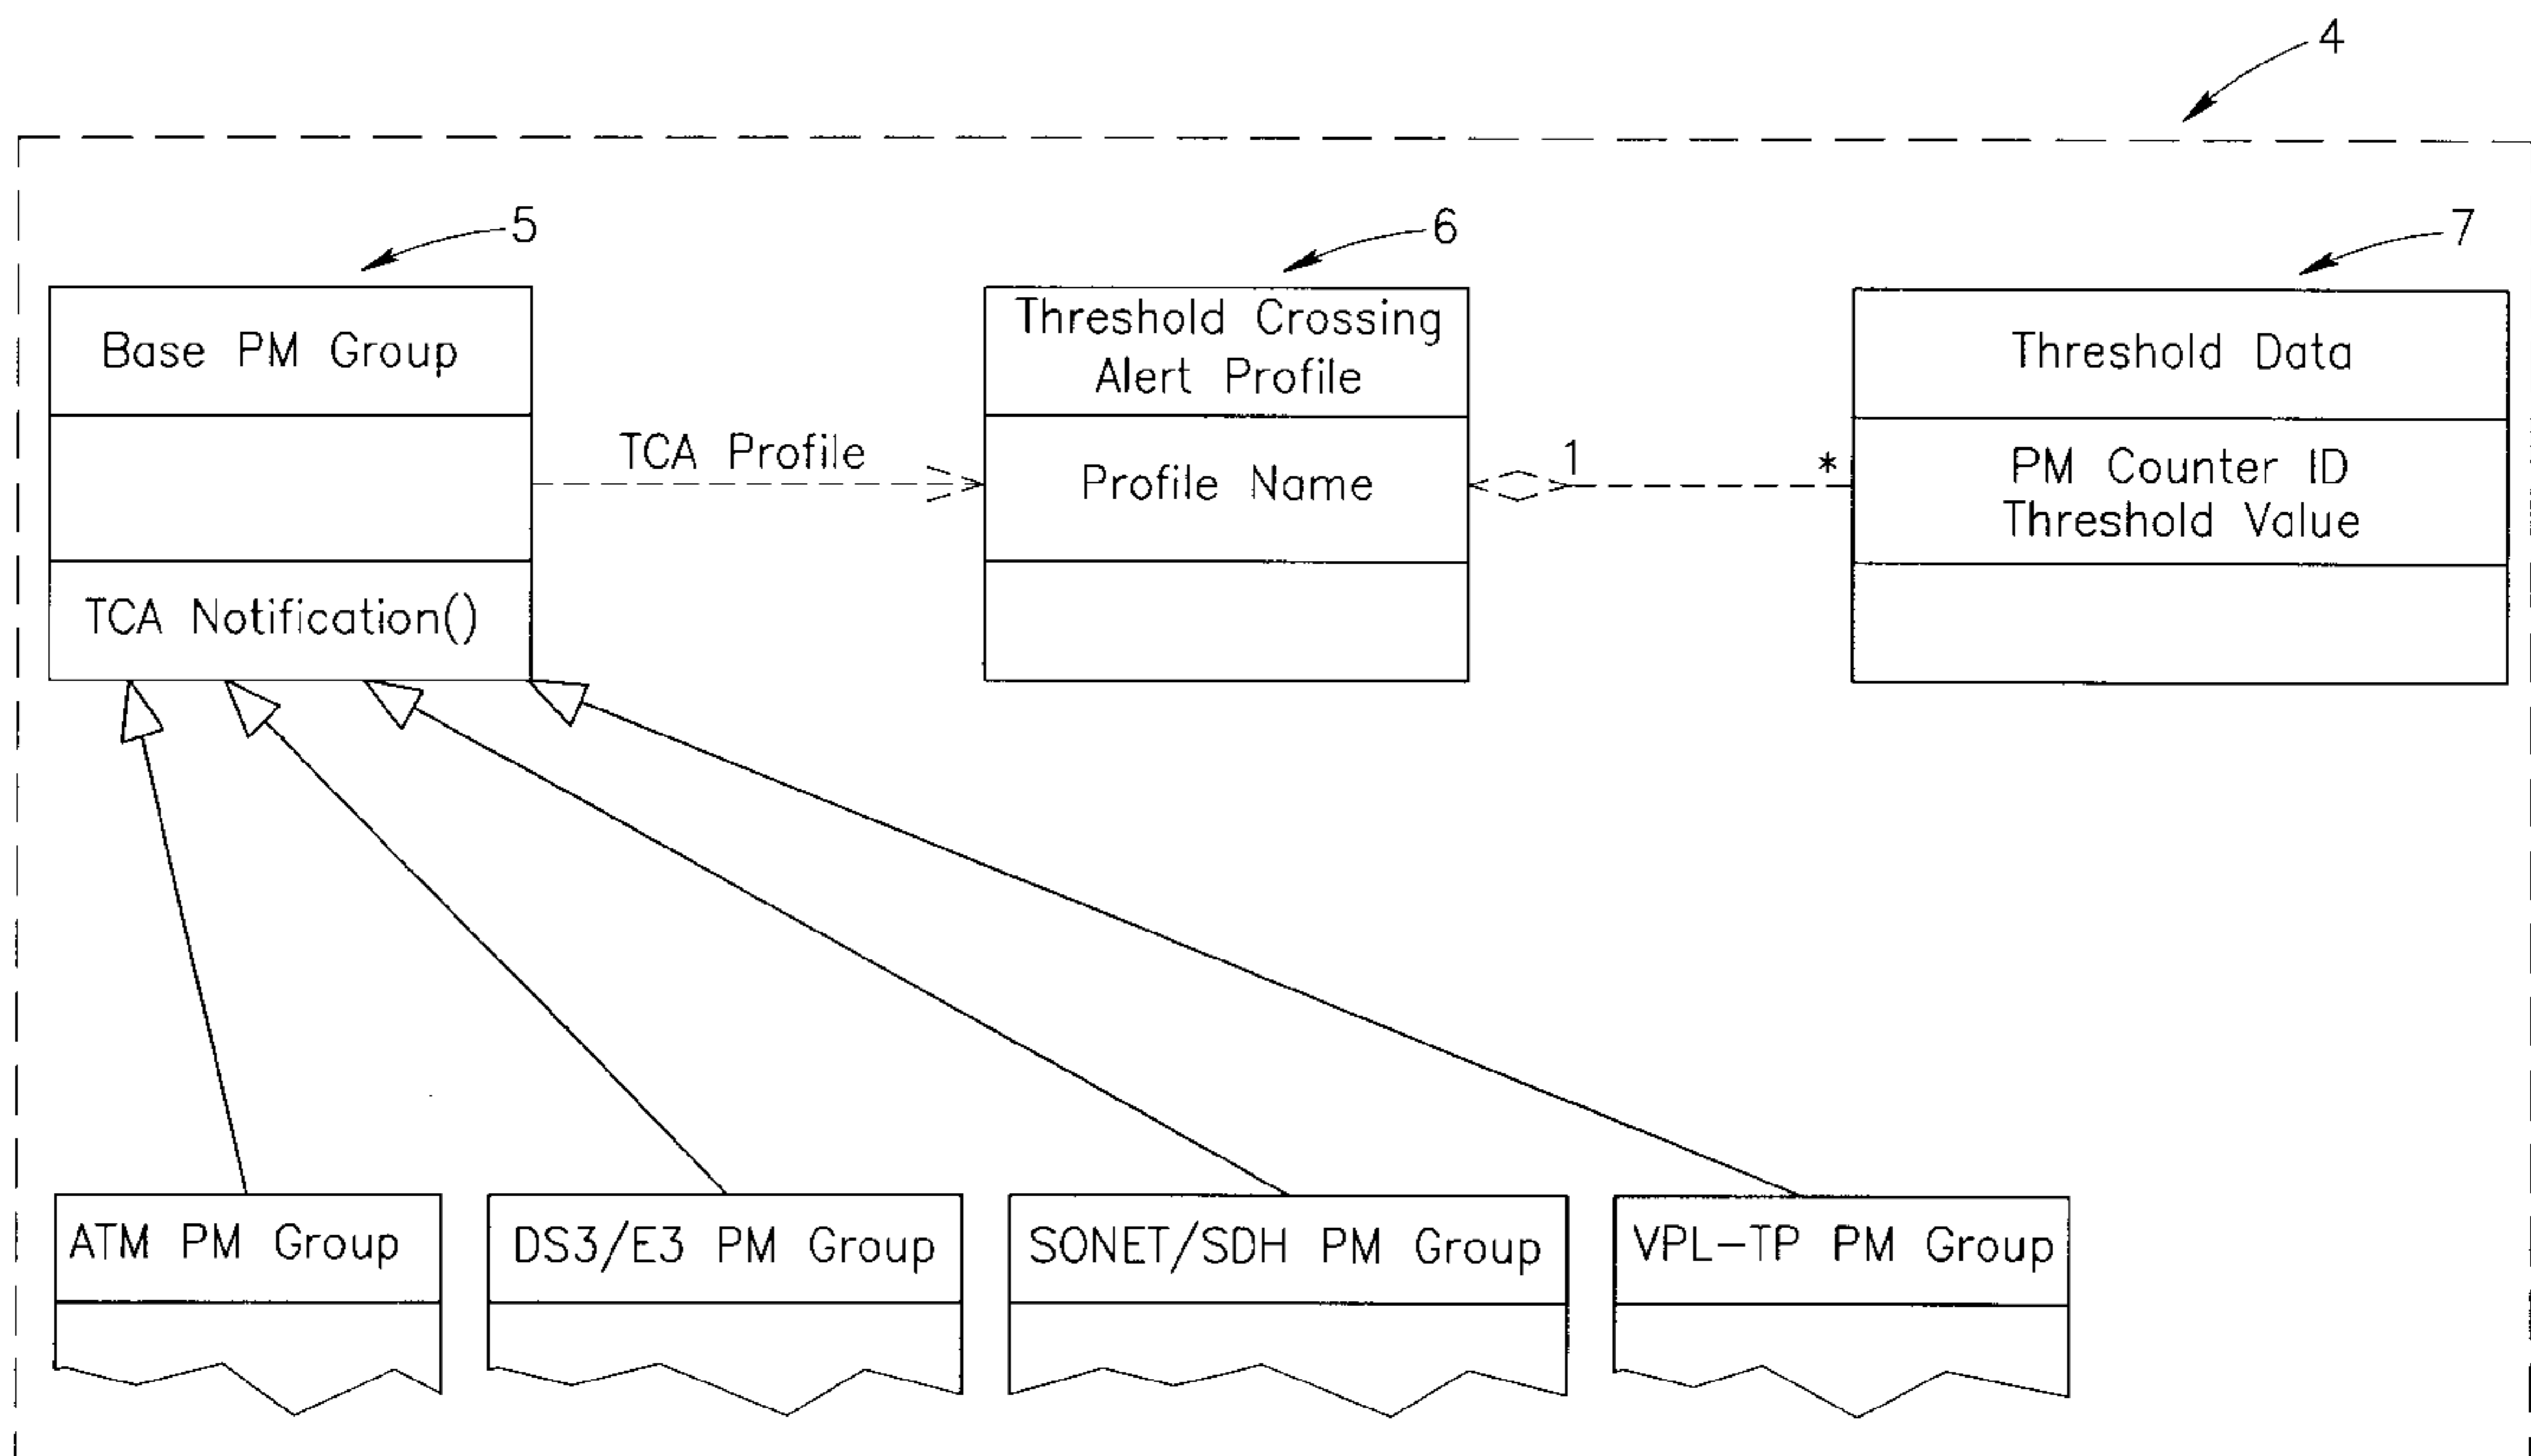 4
5
6
7
Base PM Group
Threshold Crossing
Alert Profile
Threshold Data
TCA Profile
Profile Name
1
*
PM Counter ID
Threshold Value
TCA Notification()
ATM PM Group
DS3/E3 PM Group
SONET/SDH PM Group
VPL-TP PM Group